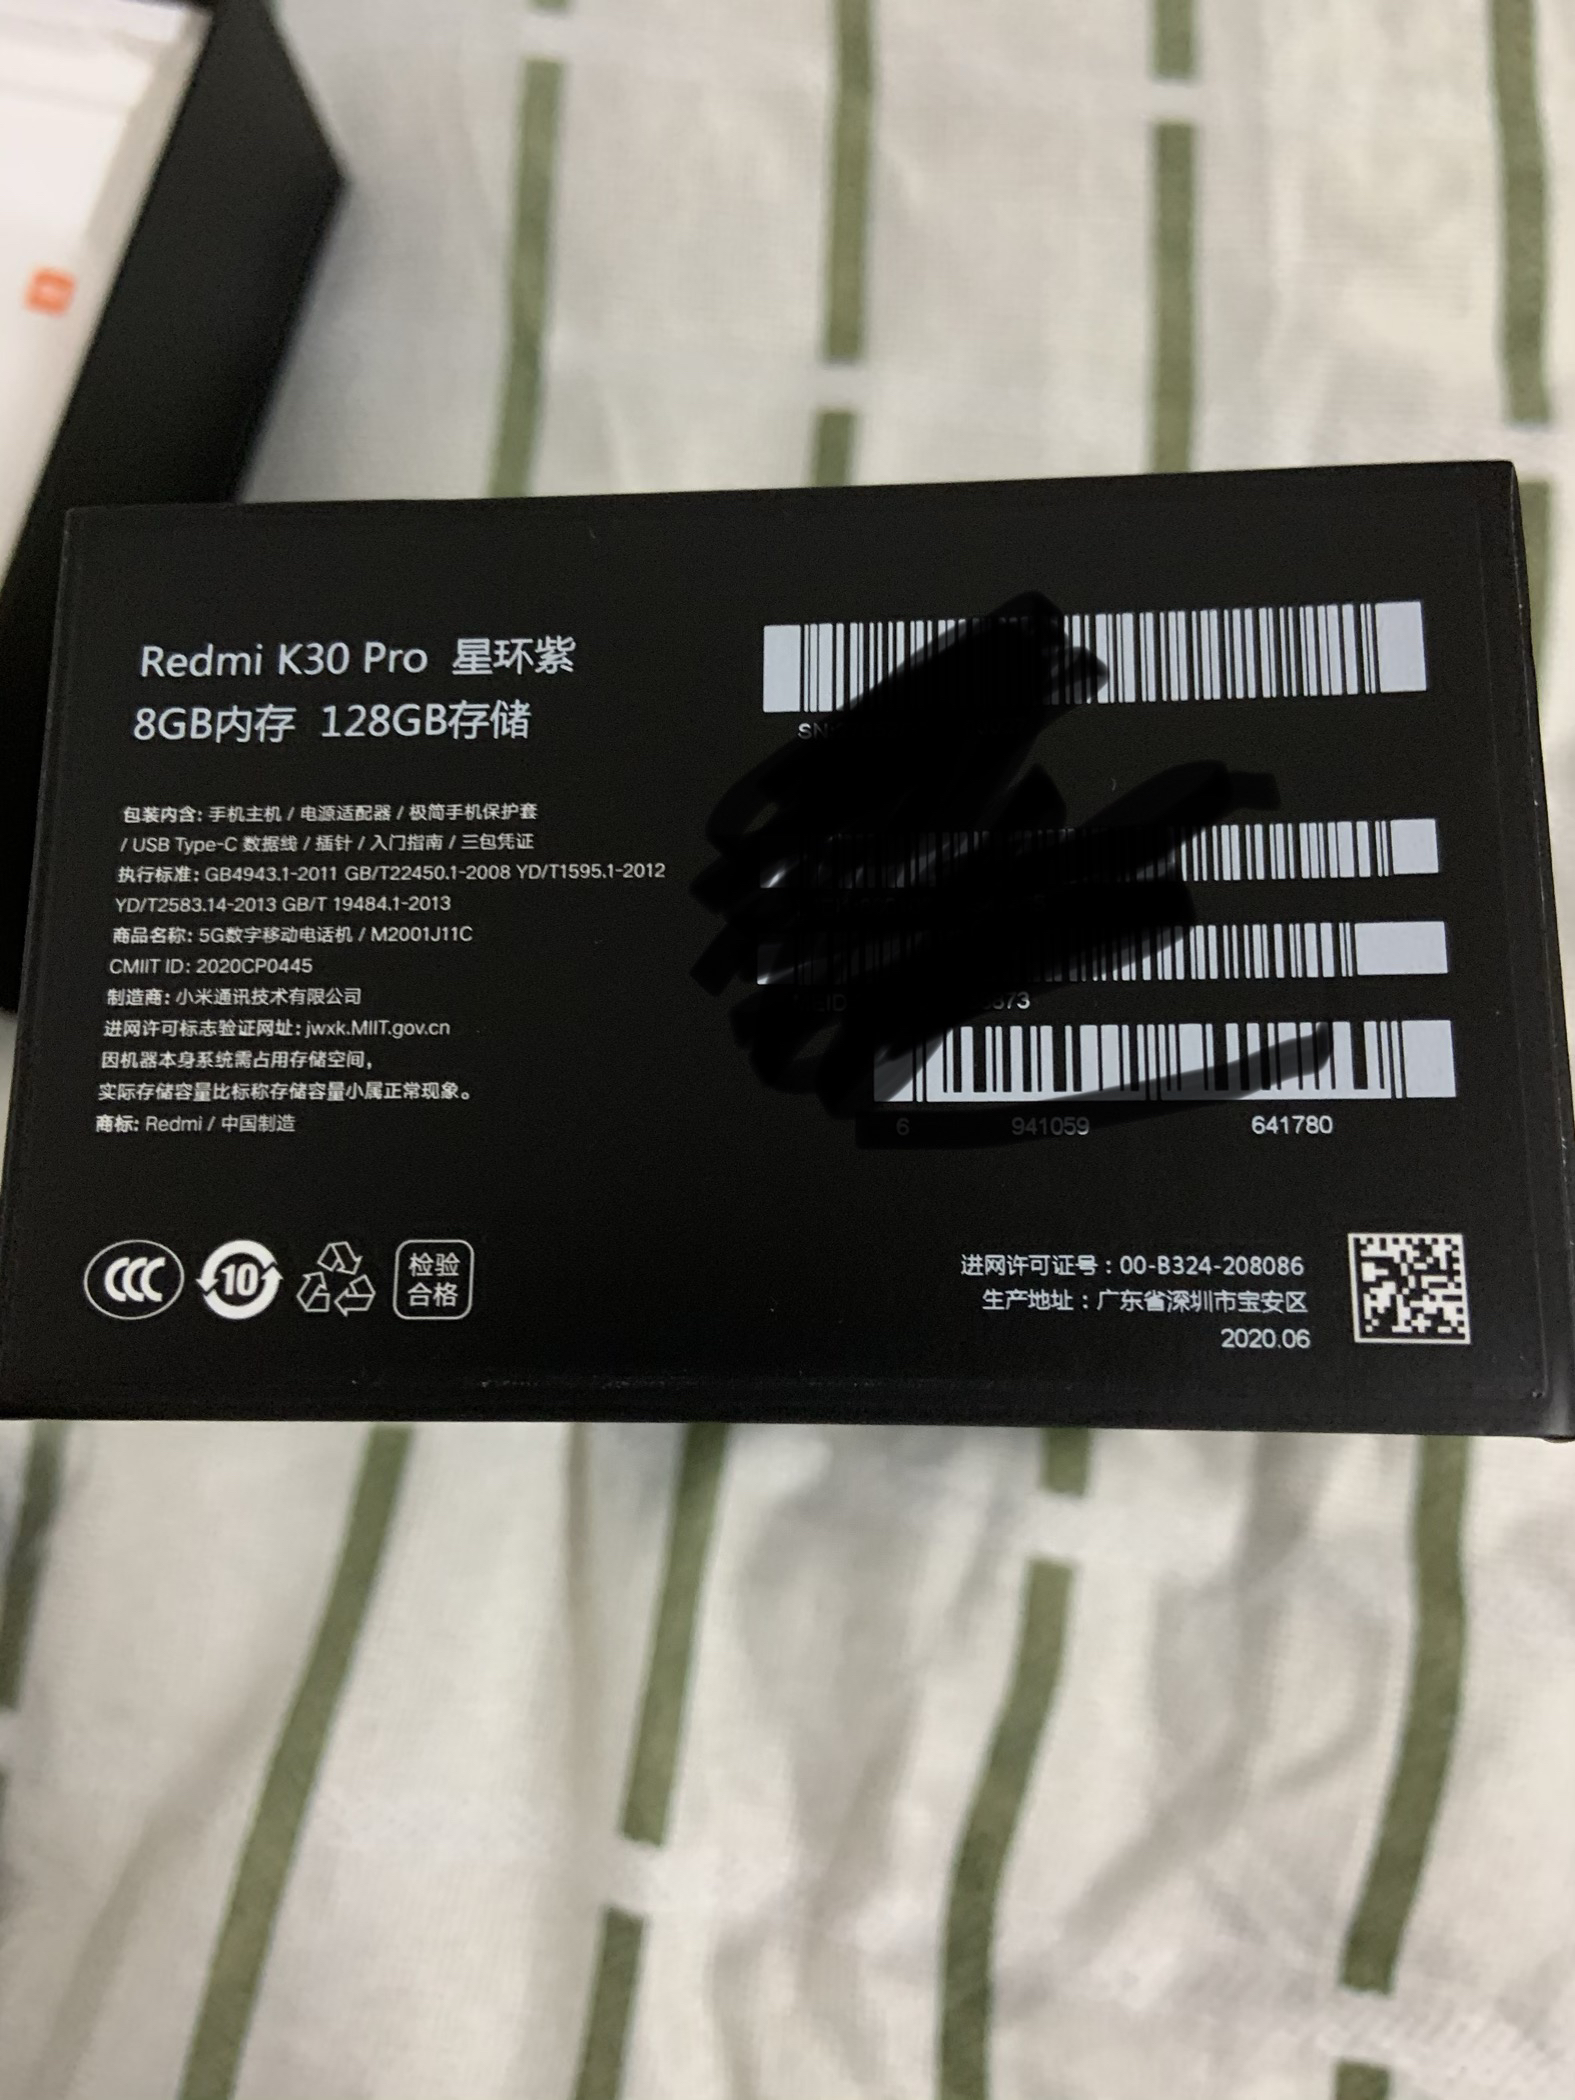 Redmi K30 Pro 星环紫
8GB内存 128GB存储
包装内含: 手机主机 / 电源适配器 / 极简手机保护套
/ USB Type-C 数据线 / 插针 / 入门指南 / 三包凭证
执行标准: GB4943.1-2011 GB/T22450.1-2008 YD/T1595.1-2012
YD/T2583.14-2013 GB/T 19484.1-2013
商品名称: 5G数字移动电话机 / M2001J11C
CMIIT ID: 2020CP0445
制造商: 小米通讯技术有限公司
进网许可标志验证网址: jwxk.MIIT.gov.cn
因机器本身系统需占用存储空间,
实际存储容量比标称存储容量小属正常现象。
商标: Redmi / 中国制造
CCC
10
检验
合格
SN:
6 941059 641780
进网许可证号：00-B324-208086
生产地址：广东省深圳市宝安区
2020.06